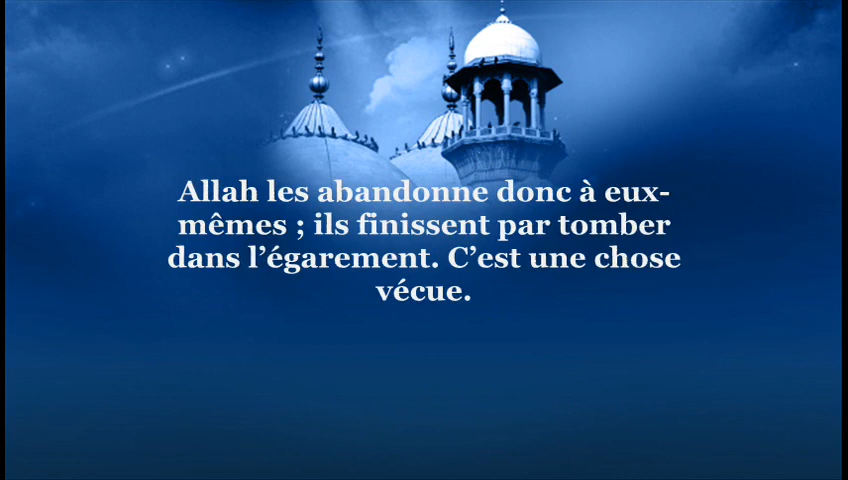 Allah les abandonne donc à eux-
mêmes ; ils finissent par tomber
dans l’égarement. C’est une chose
vécue.